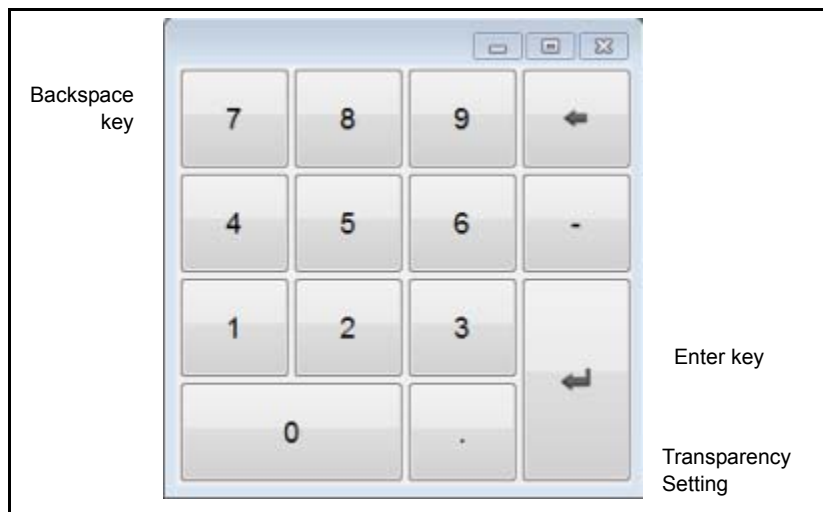 Backspace
key
7 8 9
4 5 6 -
1 2 3
Enter key
0 .
Transparency
Setting